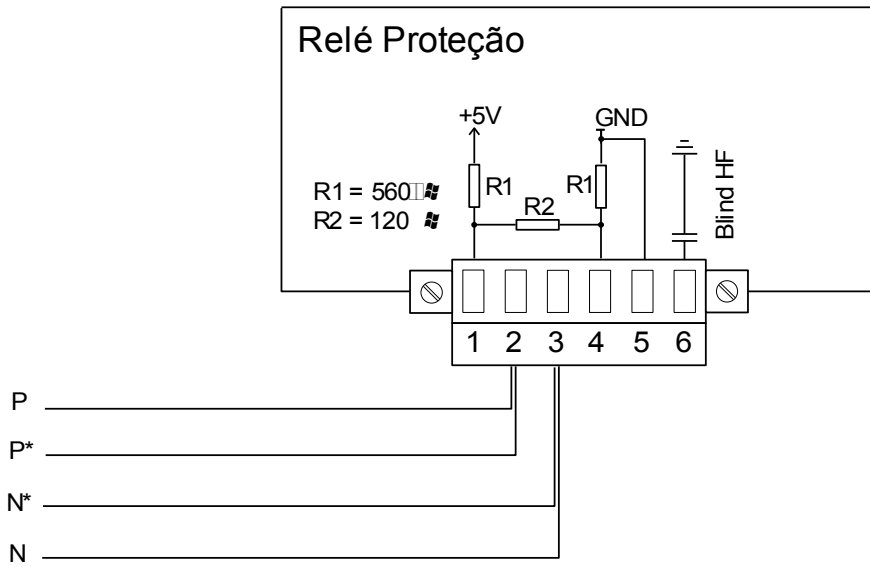 Relé Proteção
+5V
GND
R1
R1
R2
Blind HF
R1 = 560
R2 = 120
1 2 3 4 5 6
P
P*
N*
N